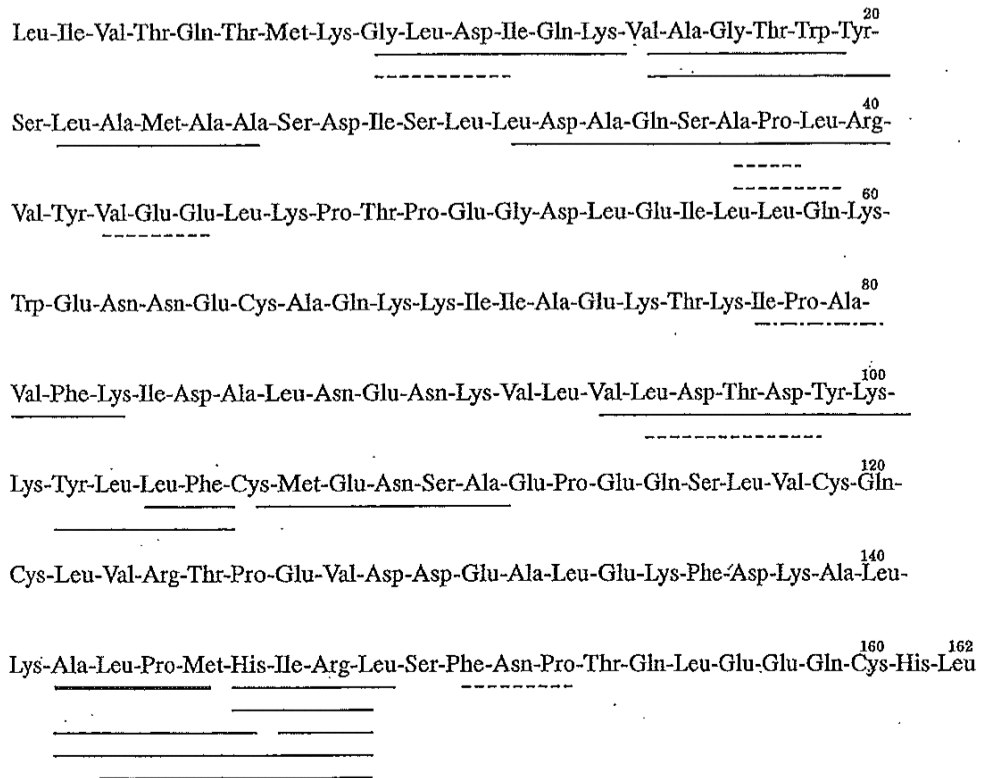 20
Leu-Ile-Val-Thr-Gln-Thr-Met-Lys-Gly-Leu-Asp-Ile-Gln-Lys-Val-Ala-Gly-Thr-Trp-Tyr-
40
Ser-Leu-Ala-Met-Ala-Ala-Ser-Asp-Ile-Ser-Leu-Leu-Asp-Ala-Gln-Ser-Ala-Pro-Leu-Arg-
60
Val-Tyr-Val-Glu-Glu-Leu-Lys-Pro-Thr-Pro-Glu-Gly-Asp-Leu-Glu-Ile-Leu-Leu-Gln-Lys-
80
Trp-Glu-Asn-Asn-Glu-Cys-Ala-Gln-Lys-Lys-Ile-Ile-Ala-Glu-Lys-Thr-Lys-Ile-Pro-Ala-
100
Val-Phe-Lys-Ile-Asp-Ala-Leu-Asn-Glu-Asn-Lys-Val-Leu-Val-Leu-Asp-Thr-Asp-Tyr-Lys-
120
Lys-Tyr-Leu-Leu-Phe-Cys-Met-Glu-Asn-Ser-Ala-Glu-Pro-Glu-Gln-Ser-Leu-Val-Cys-Gln-
140
Cys-Leu-Val-Arg-Thr-Pro-Glu-Val-Asp-Asp-Glu-Ala-Leu-Glu-Lys-Phe-Asp-Lys-Ala-Leu-
160 162
Lys-Ala-Leu-Pro-Met-His-Ile-Arg-Leu-Ser-Phe-Asn-Pro-Thr-Gln-Leu-Glu-Glu-Gln-Cys-His-Leu